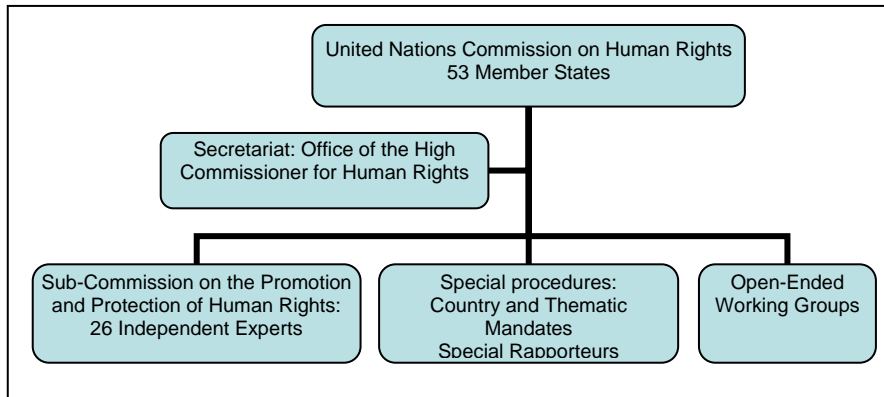 United Nations Commission on Human Rights
53 Member States
Secretariat: Office of the High
Commissioner for Human Rights
Sub-Commission on the Promotion
and Protection of Human Rights:
26 Independent Experts
Special procedures:
Country and Thematic
Mandates
Special Rapporteurs
Open-Ended
Working Groups